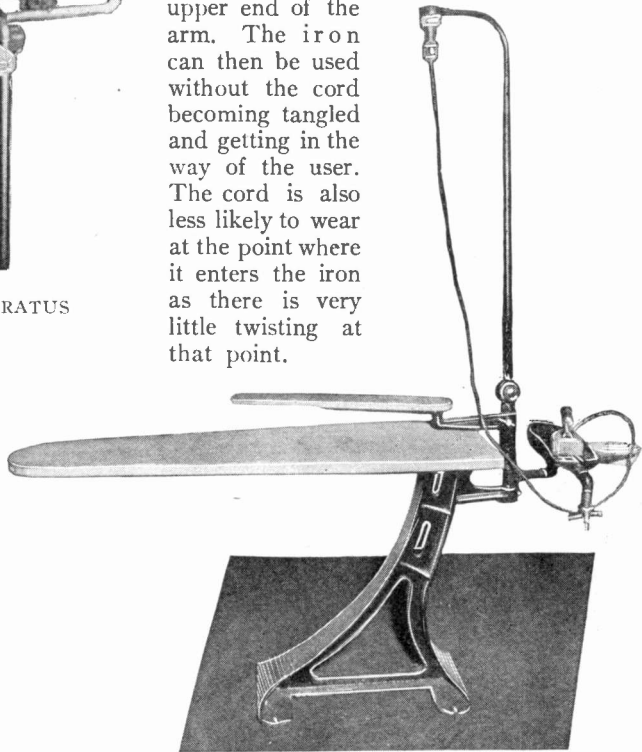 upper end of the
arm. The iron
can then be used
without the cord
becoming tangled
and getting in the
way of the user.
The cord is also
less likely to wear
at the point where
it enters the iron
as there is very
little twisting at
that point.
RATUS